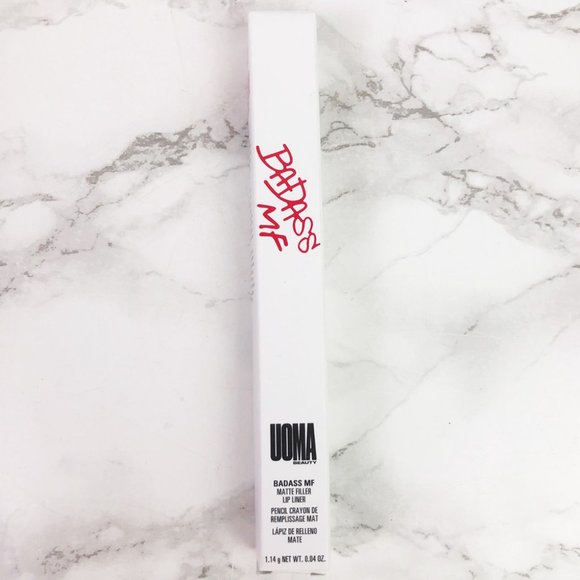 BADASS
MF
UOMA
BEAUTY
BADASS MF
MATTE FILLER
LIP LINER
PENCIL CRAYON DE
REMPLISSAGE MAT
LÁPIZ DE RELLENO
MATE
1.14 g NET WT. 0.04 OZ.